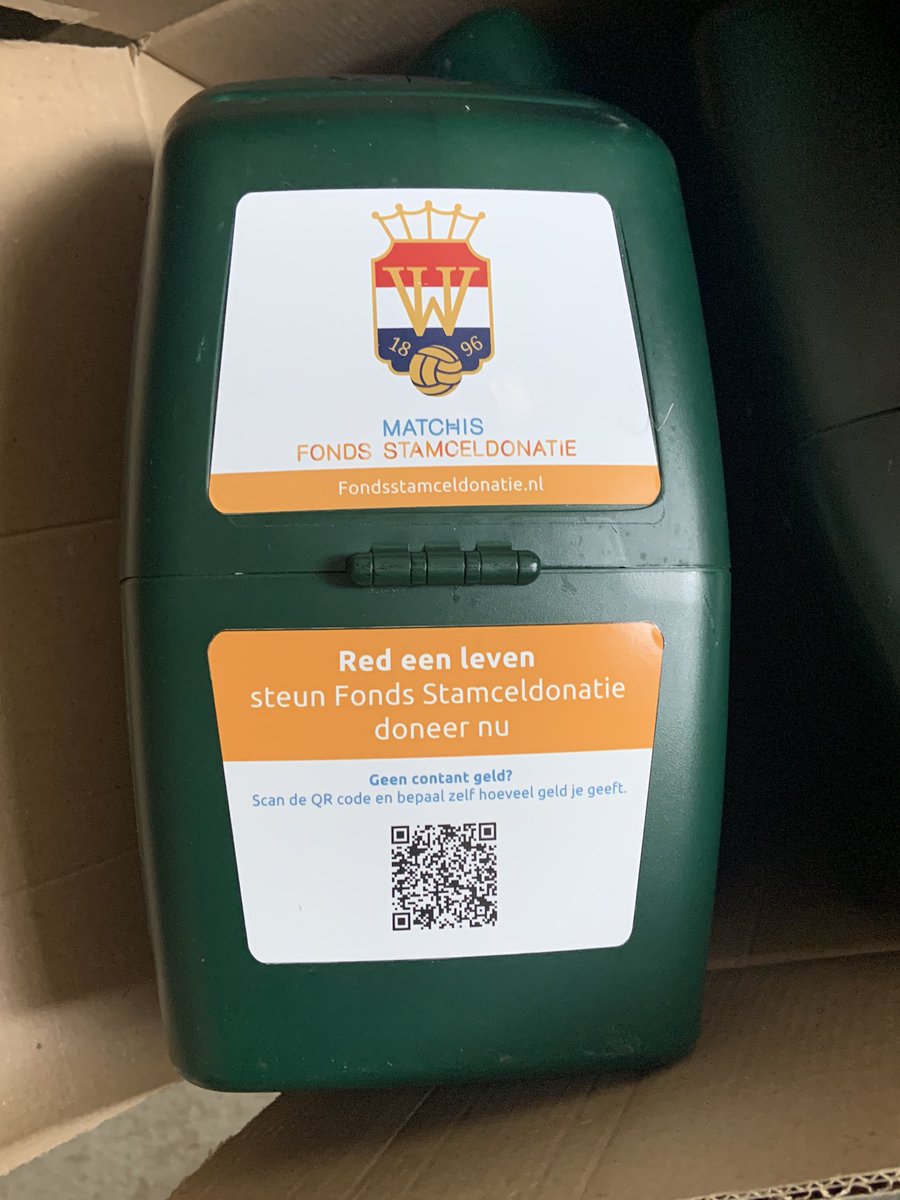 W
18 96
MATCHIS
FONDS STAMCELDONATIE
Fondsstamceldonatie.nl
Red een leven
steun Fonds Stamceldonatie
doneer nu
Geen contant geld?
Scan de QR code en bepaal zelf hoeveel geld je geeft.